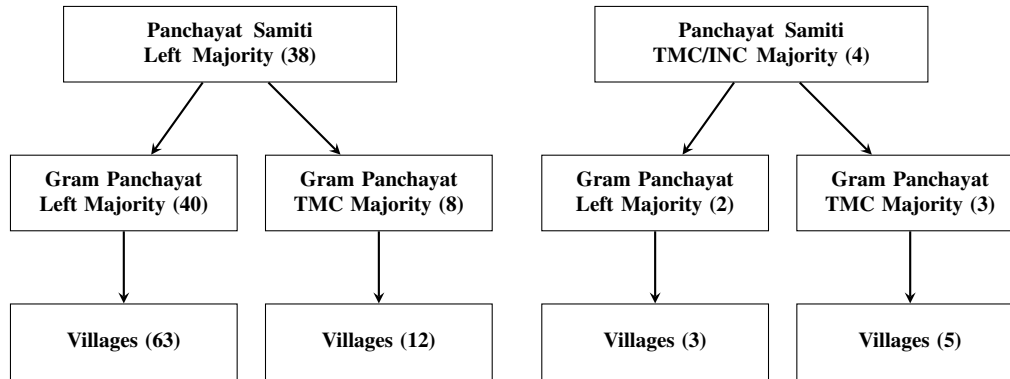 Panchayat Samiti
Left Majority (38)
Panchayat Samiti
TMC/INC Majority (4)
Gram Panchayat
Left Majority (40)
Gram Panchayat
TMC Majority (8)
Gram Panchayat
Left Majority (2)
Gram Panchayat
TMC Majority (3)
Villages (63)
Villages (12)
Villages (3)
Villages (5)